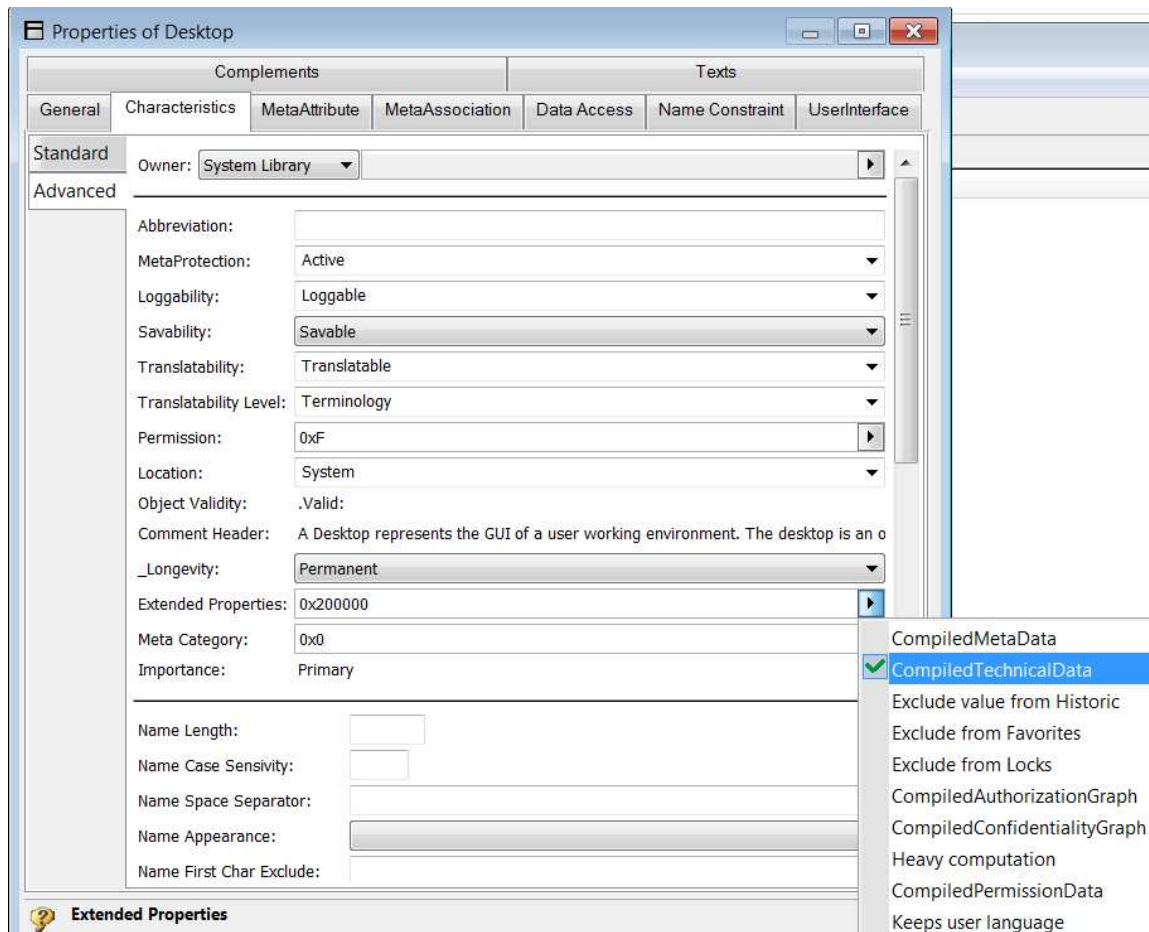 Properties of Desktop
Complements Texts
General Characteristics MetaAttribute MetaAssociation Data Access Name Constraint UserInterface
Standard
Advanced
Owner: System Library
Abbreviation:
MetaProtection: Active
Loggability: Loggable
Savability: Savable
Translatability: Translatable
Translatability Level: Terminology
Permission: 0xF
Location: System
Object Validity: .Valid:
Comment Header: A Desktop represents the GUI of a user working environment. The desktop is an o
_Longevity: Permanent
Extended Properties: 0x200000
Meta Category: 0x0
Importance: Primary
Name Length:
Name Case Sensivity:
Name Space Separator:
Name Appearance:
Name First Char Exclude:
Extended Properties
CompiledMetaData
CompiledTechnicalData
Exclude value from Historic
Exclude from Favorites
Exclude from Locks
CompiledAuthorizationGraph
CompiledConfidentialityGraph
Heavy computation
CompiledPermissionData
Keeps user language